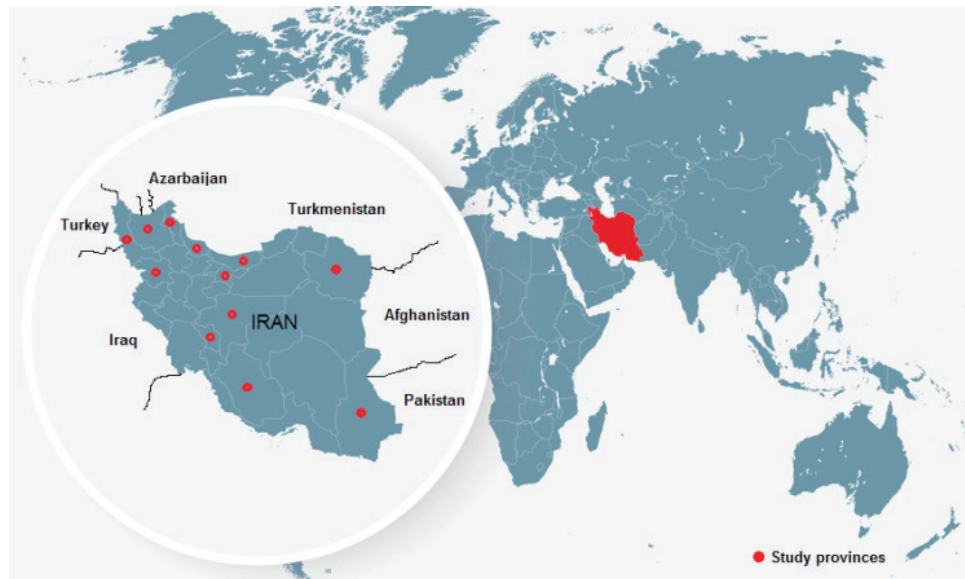 Azarbaijan
Turkey
Turkmenistan
IRAN
Afghanistan
Iraq
Pakistan
Study provinces